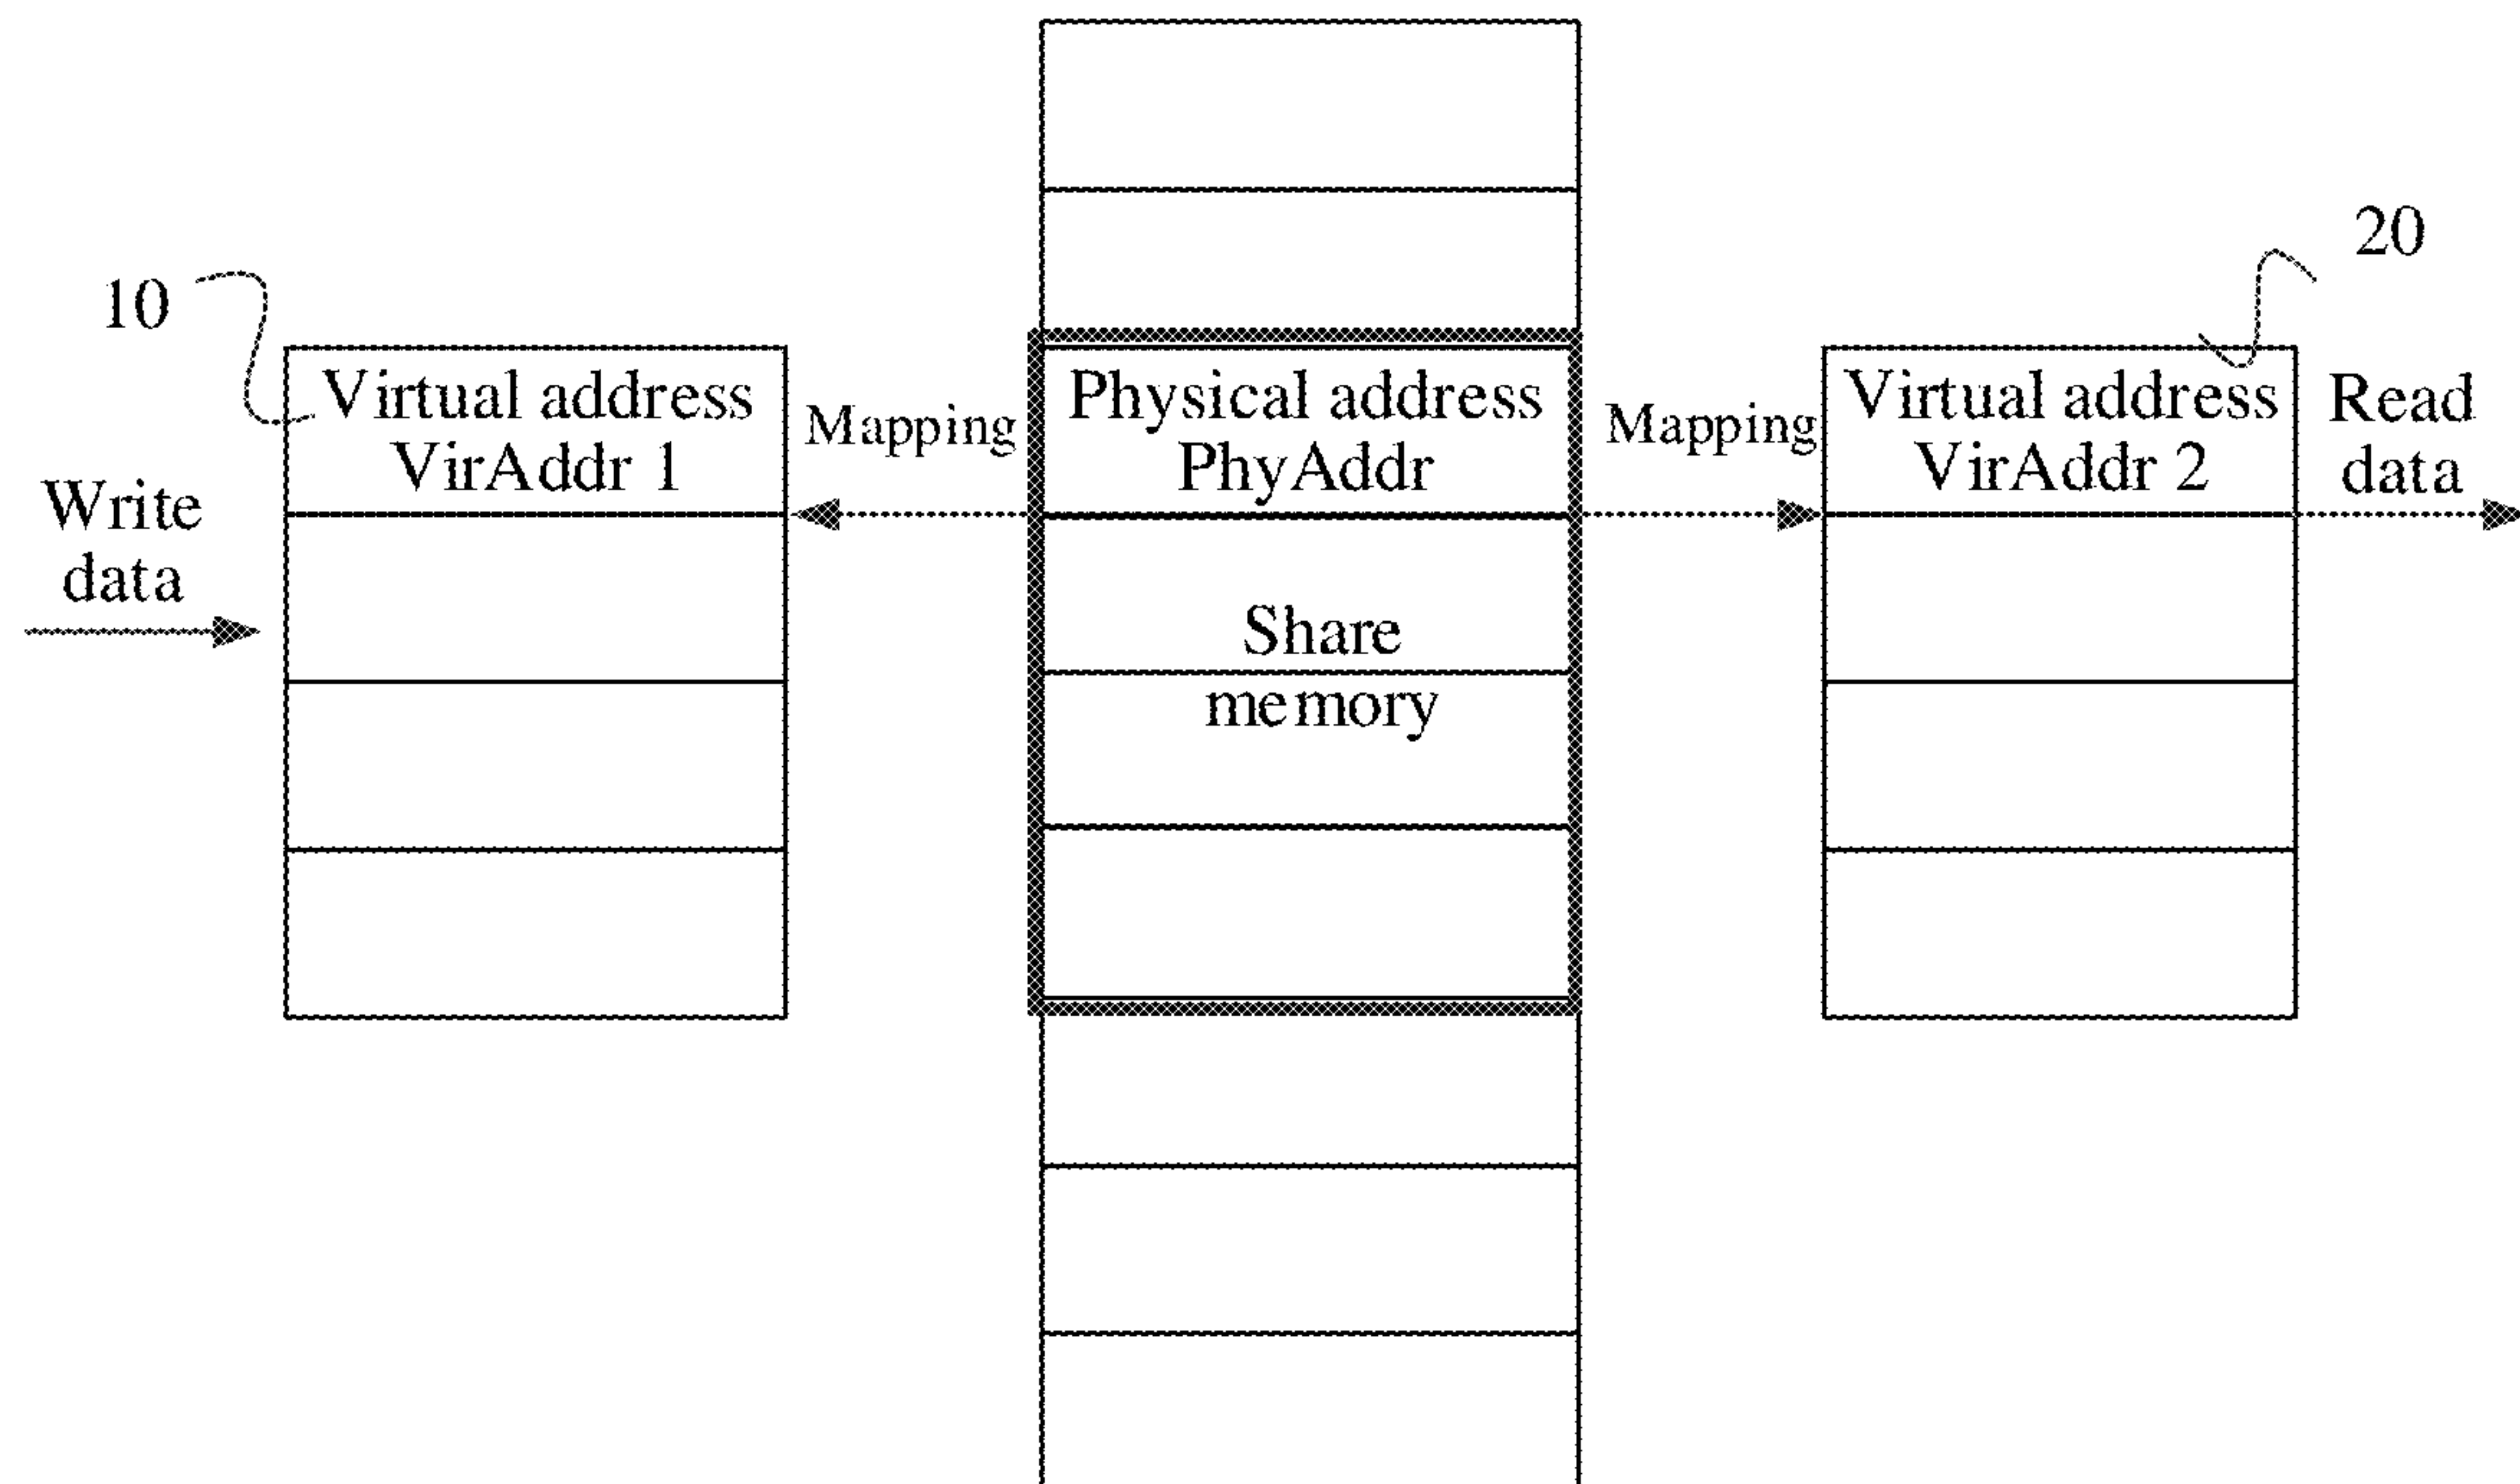 10
Virtual address
VirAddr 1
Write
data
Mapping
Physical address
PhyAddr
Share
memory
Mapping
20
Virtual address
VirAddr 2
Read
data